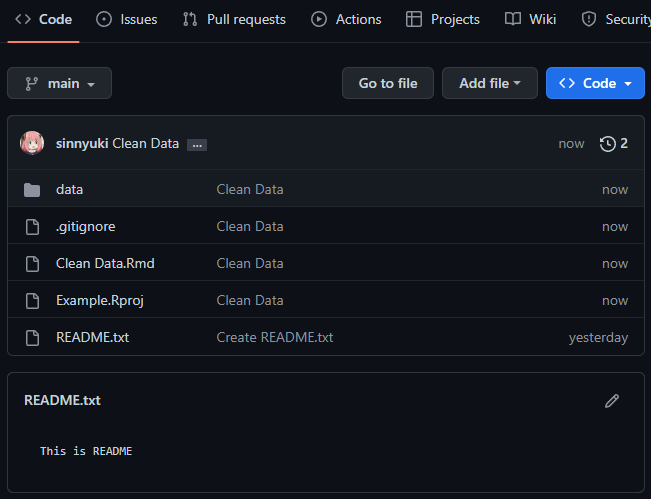 Code Issues Pull requests Actions Projects Wiki Security
main Go to file Add file Code
sinnyuki Clean Data ... now 2
data Clean Data now
.gitignore Clean Data now
Clean Data.Rmd Clean Data now
Example.Rproj Clean Data now
README.txt Create README.txt yesterday
README.txt
This is README